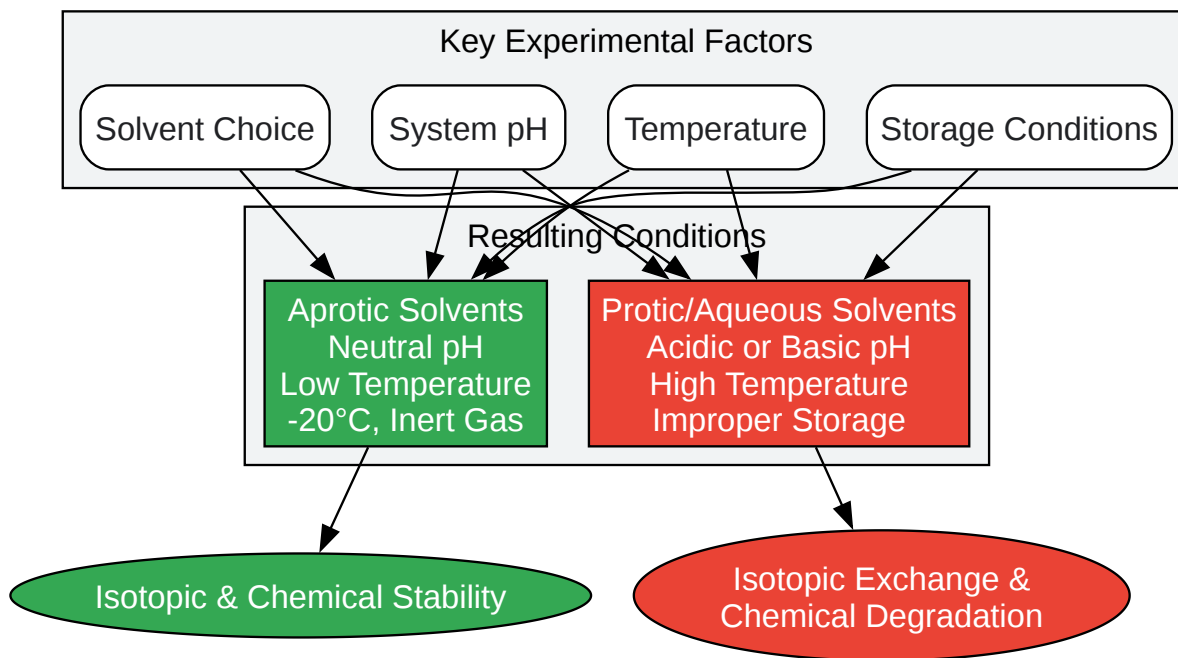 Key Experimental Factors
Solvent Choice
System pH
Temperature
Storage Conditions
Resulting Conditions
Aprotic Solvents
Neutral pH
Low Temperature
-20°C, Inert Gas
Protic/Aqueous Solvents
Acidic or Basic pH
High Temperature
Improper Storage
Isotopic & Chemical Stability
Isotopic Exchange &
Chemical Degradation